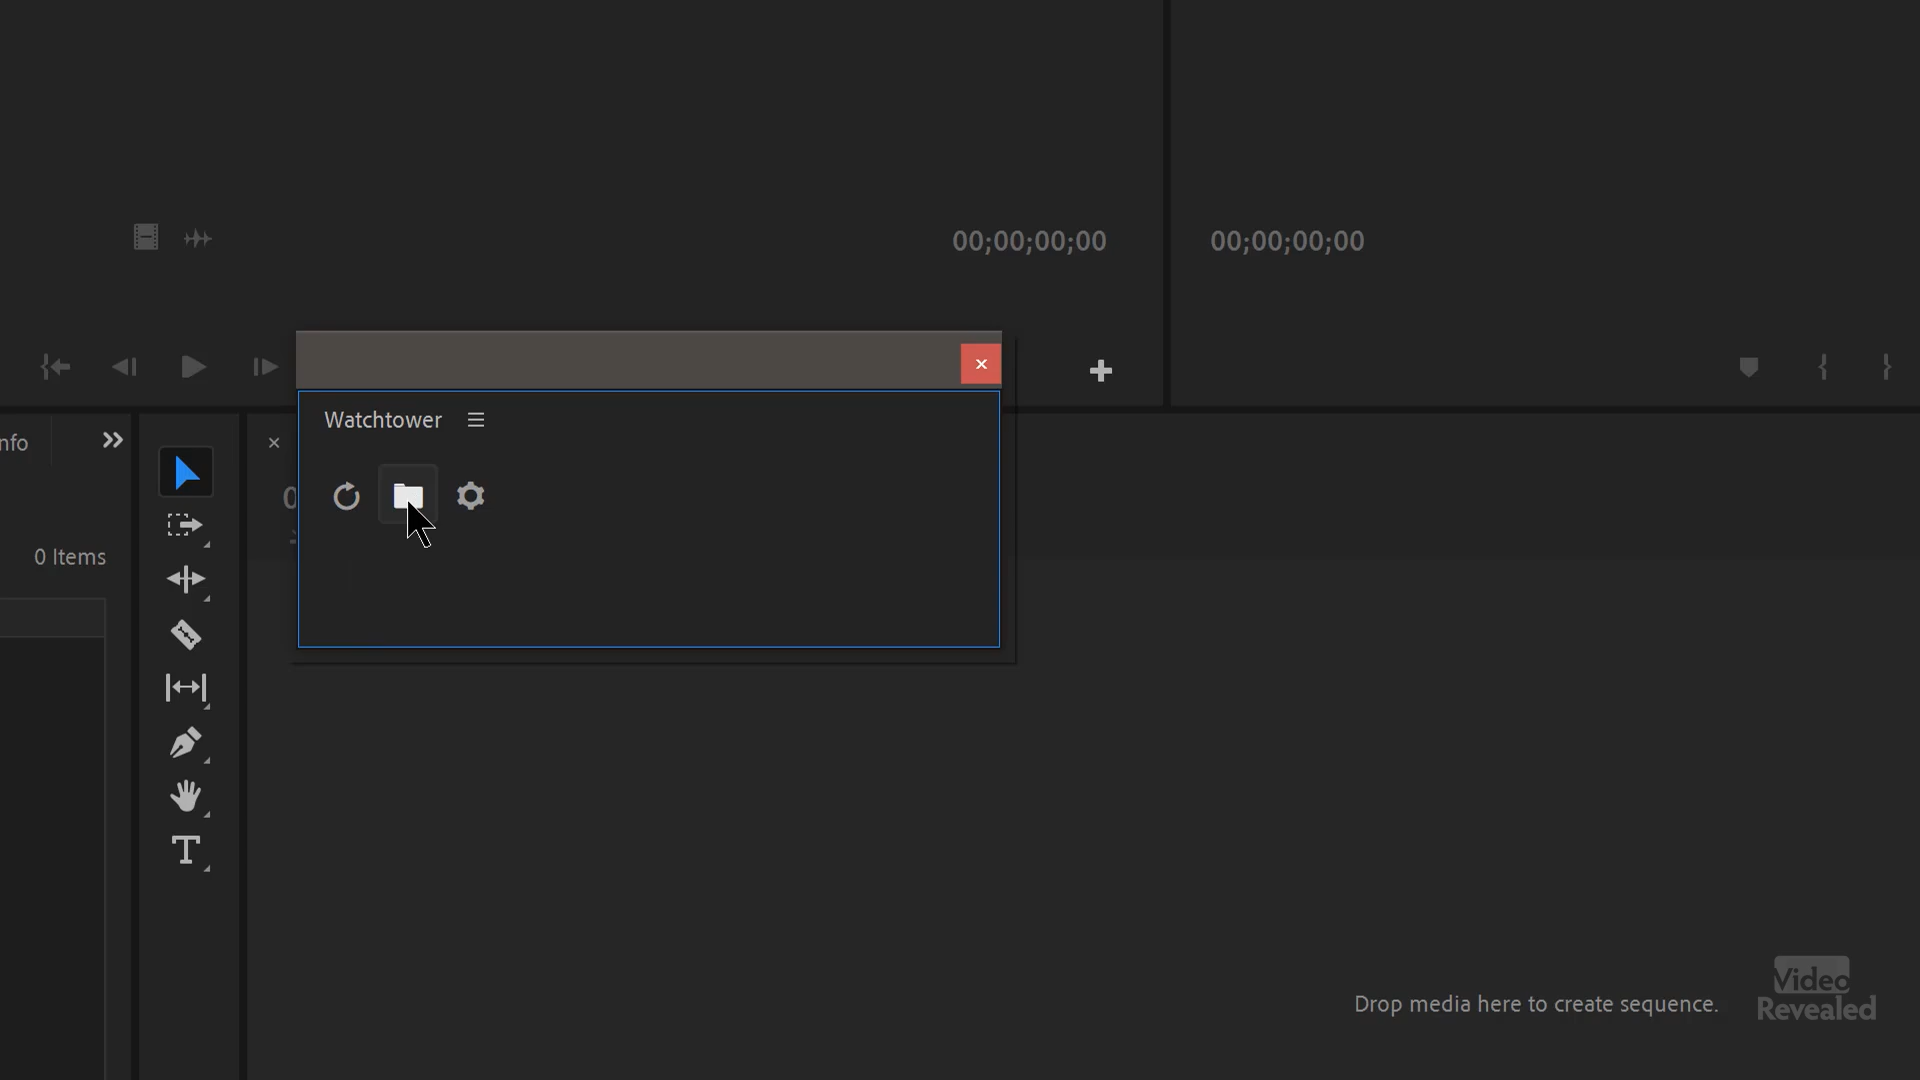 00;00;00;00
00;00;00;00
Watchtower
nfo
0 Items
Drop media here to create sequence.
Video
Revealed